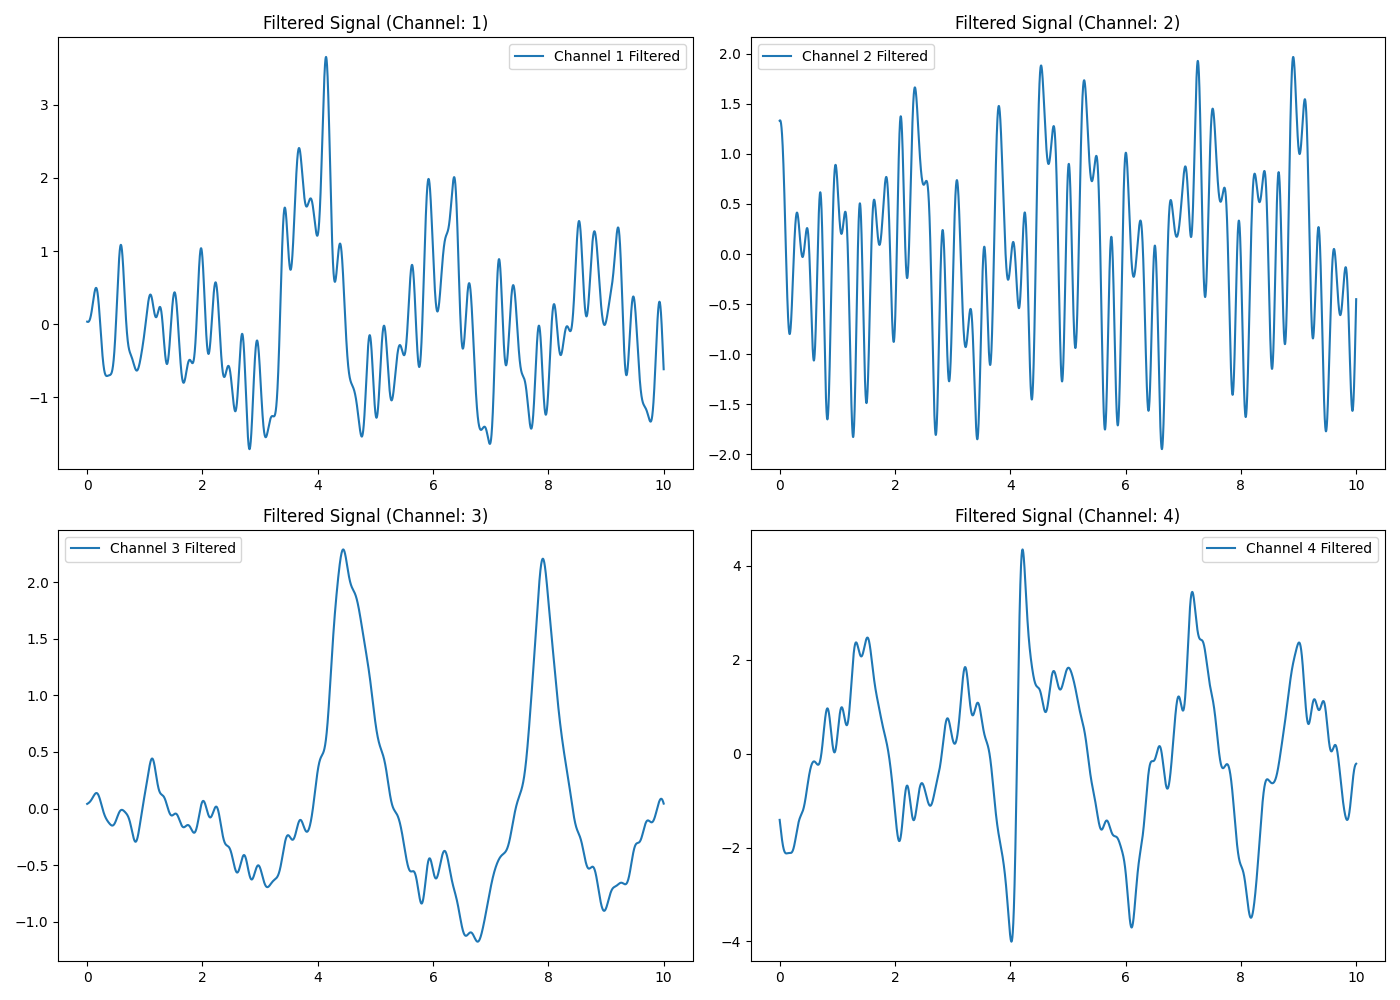 Filtered Signal (Channel: 1)
Channel 1 Filtered
3
2
1
0
−1
0 2 4 6 8 10
Filtered Signal (Channel: 2)
Channel 2 Filtered
2.0
1.5
1.0
0.5
0.0
−0.5
−1.0
−1.5
−2.0
0 2 4 6 8 10
Filtered Signal (Channel: 3)
Channel 3 Filtered
2.0
1.5
1.0
0.5
0.0
−0.5
−1.0
0 2 4 6 8 10
Filtered Signal (Channel: 4)
Channel 4 Filtered
4
2
0
−2
−4
0 2 4 6 8 10